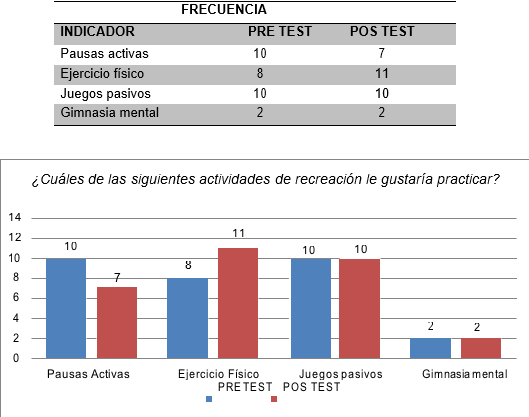 FRECUENCIA
INDICADOR PRE TEST POS TEST
Pausas activas 10 7
Ejercicio físico 8 11
Juegos pasivos 10 10
Gimnasia mental 2 2
¿Cuáles de las siguientes actividades de recreación le gustaría practicar?
14
12
10
8
6
4
2
0
10 7 8 11 10 10 2 2
Pausas Activas Ejercicio Físico Juegos pasivos Gimnasia mental
PRE TEST POS TEST